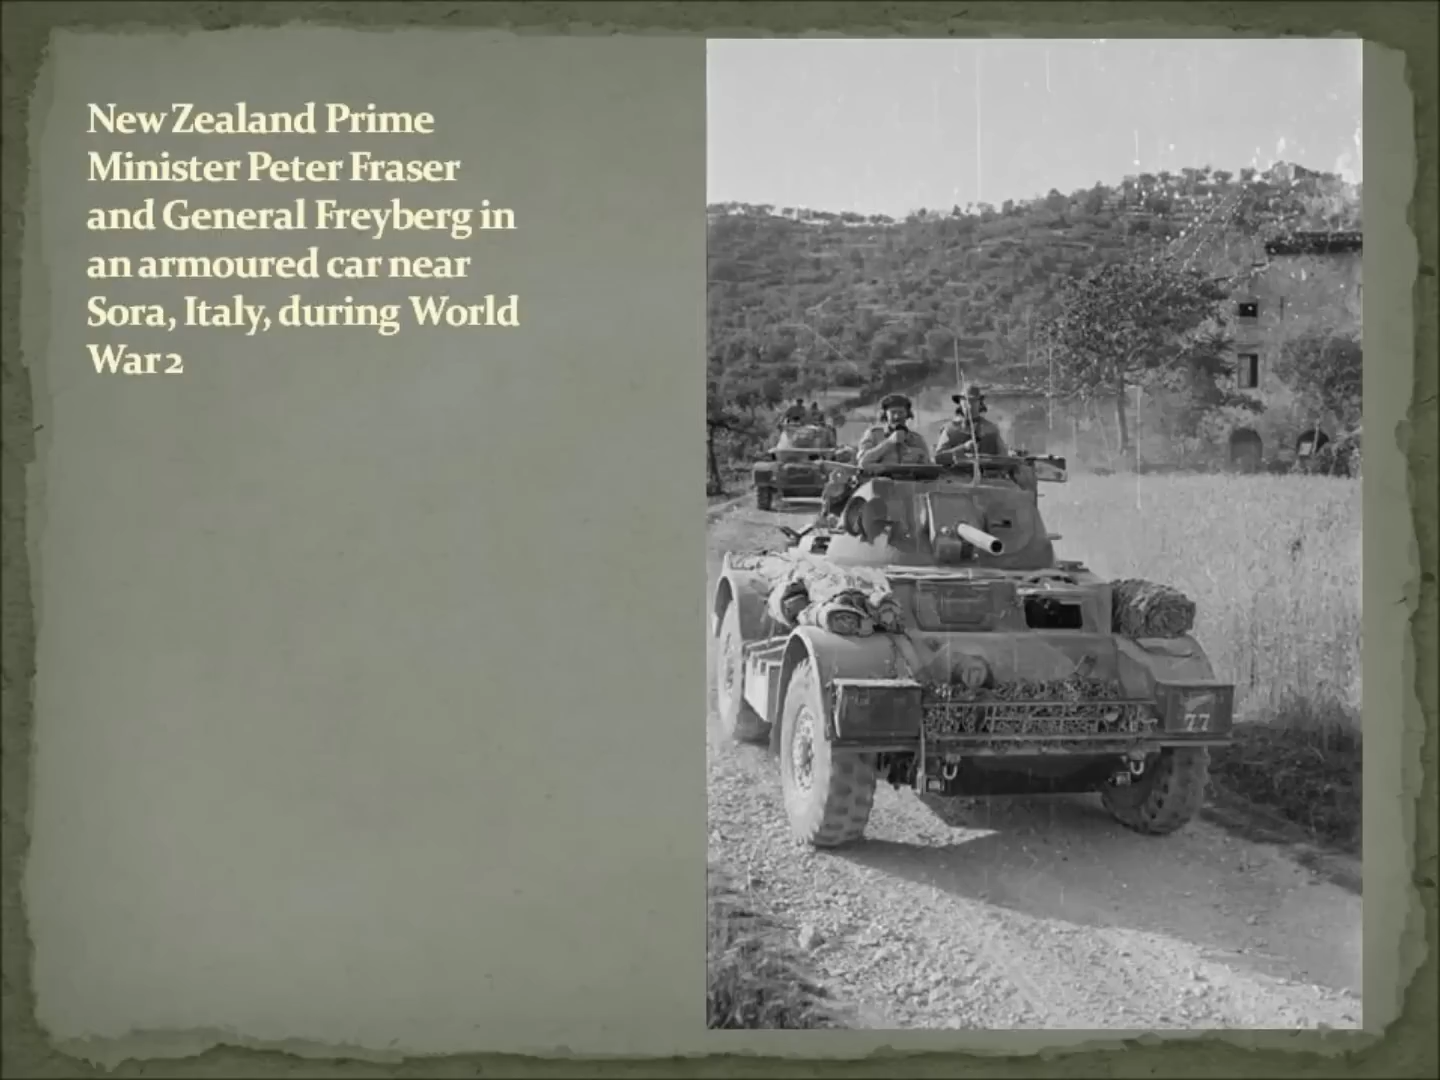 New Zealand Prime
Minister Peter Fraser
and General Freyberg in
an armoured car near
Sora, Italy, during World
War 2
77